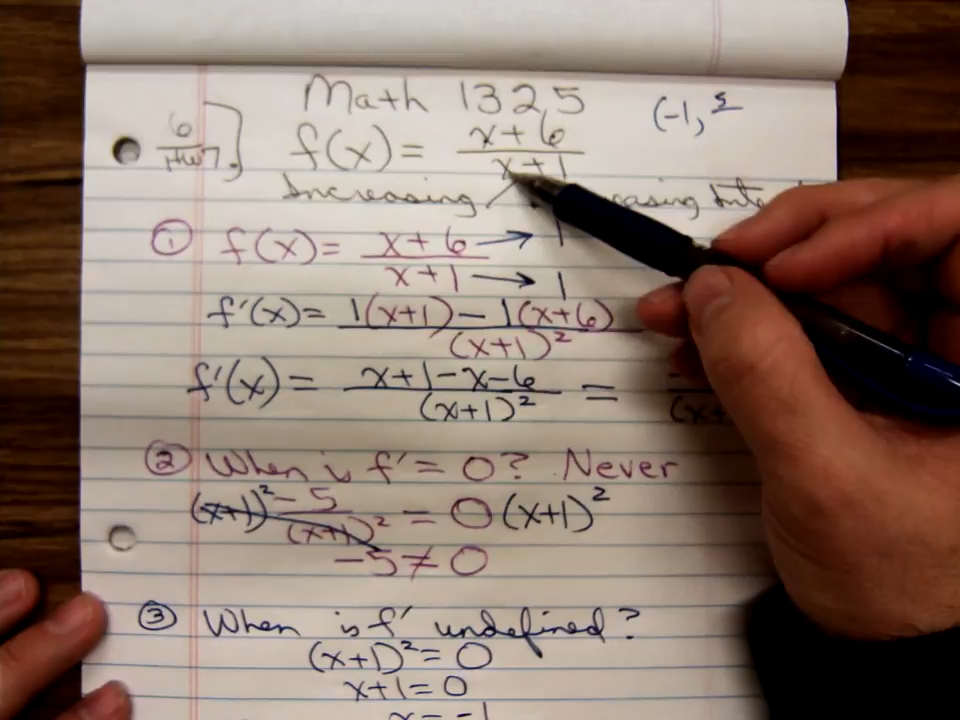 Math 1325
(-1, 5
6
HW7
f(x) = x+6 / x+1
Increasing /
① f(x) = x+6 / x+1 → 1 → 1
f'(x) = 1(x+1) - 1(x+6) / (x+1)²
f'(x) = x+1-x-6 / (x+1)² =
② When is f' = 0? Never
(x+1)² -5 / (x+1)² = 0 (x+1)²
-5 ≠ 0
③ When is f' undefined?
(x+1)² = 0
x+1 = 0
x = -1